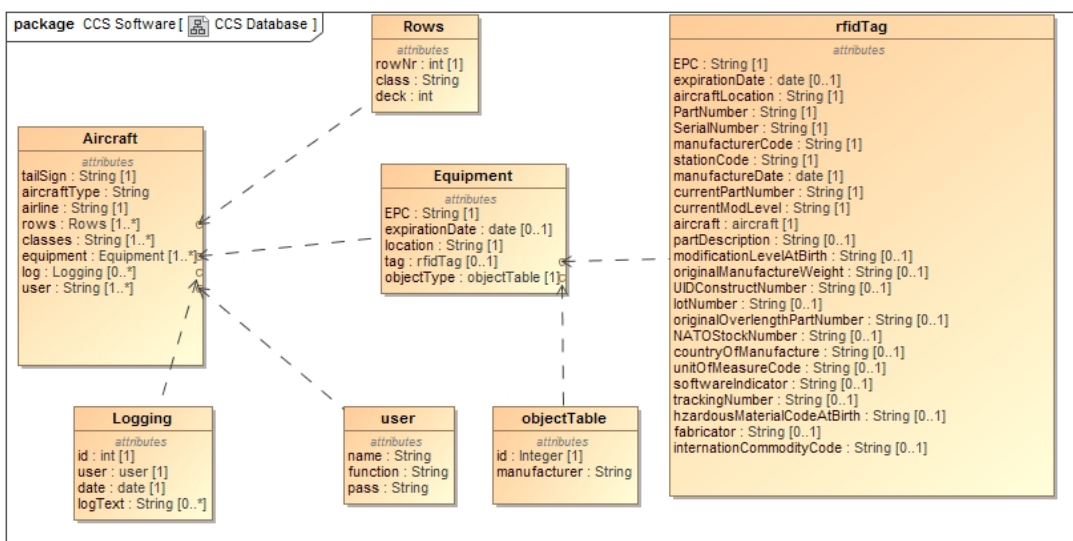 package CCS Software [ CCS Database ]
Rows
attributes
rowNr : int [1]
class : String
deck : int
Aircraft
attributes
tailSign : String [1]
aircraftType : String
airline : String [1]
rows : Rows [1..*]
classes : String [1..*]
equipment : Equipment [1..*]
log : Logging [0..*]
user : String [1..*]
Equipment
attributes
EPC : String [1]
expirationDate : date [0..1]
location : String [1]
tag : rfidTag [0..1]
objectType : objectTable [1]
rfidTag
attributes
EPC : String [1]
expirationDate : date [0..1]
aircraftLocation : String [1]
PartNumber : String [1]
SerialNumber : String [1]
manufacturerCode : String [1]
stationCode : String [1]
manufactureDate : date [1]
currentPartNumber : String [1]
currentModLevel : String [1]
aircraft : aircraft [1]
partDescription : String [0..1]
modificationLevelAtBirth : String [0..1]
originalManufactureWeight : String [0..1]
UIDConstructNumber : String [0..1]
lotNumber : String [0..1]
originalOverlengthPartNumber : String [0..1]
NATOStockNumber : String [0..1]
countryOfManufacture : String [0..1]
unitOfMeasureCode : String [0..1]
softwareIndicator : String [0..1]
trackingNumber : String [0..1]
hzardousMaterialCodeAtBirth : String [0..1]
fabricator : String [0..1]
internationCommodityCode : String [0..1]
Logging
attributes
id : int [1]
user : user [1]
date : date [1]
logText : String [0..*]
user
attributes
name : String
function : String
pass : String
objectTable
attributes
id : Integer [1]
manufacturer : String